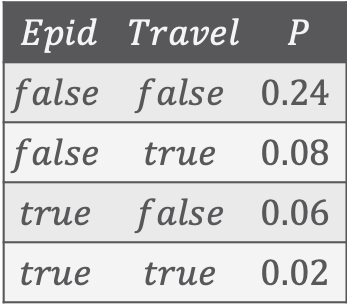 Epid Travel P
false false 0.24
false true 0.08
true false 0.06
true true 0.02